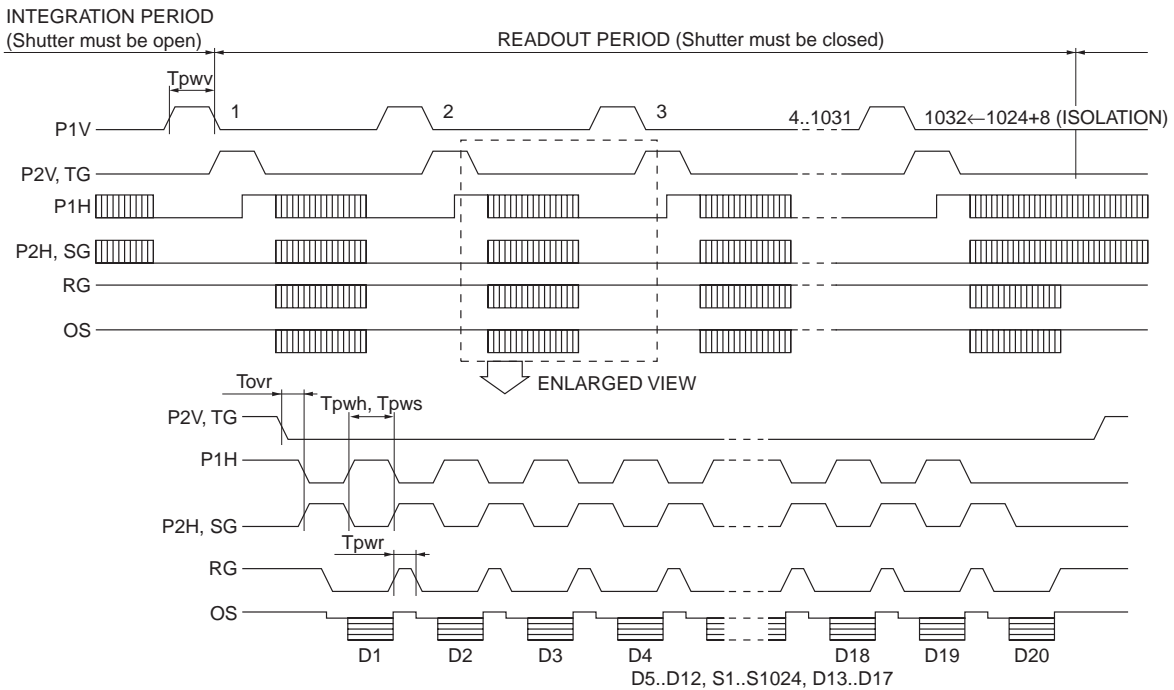 INTEGRATION PERIOD
(Shutter must be open)
READOUT PERIOD (Shutter must be closed)
Tpwv
P1V
1
2
3
4..1031
1032←1024+8 (ISOLATION)
P2V, TG
P1H
P2H, SG
RG
OS
ENLARGED VIEW
Tovr
Tpwh, Tpws
P2V, TG
P1H
P2H, SG
Tpwr
RG
OS
D1 D2 D3 D4 D18 D19 D20
D5..D12, S1..S1024, D13..D17